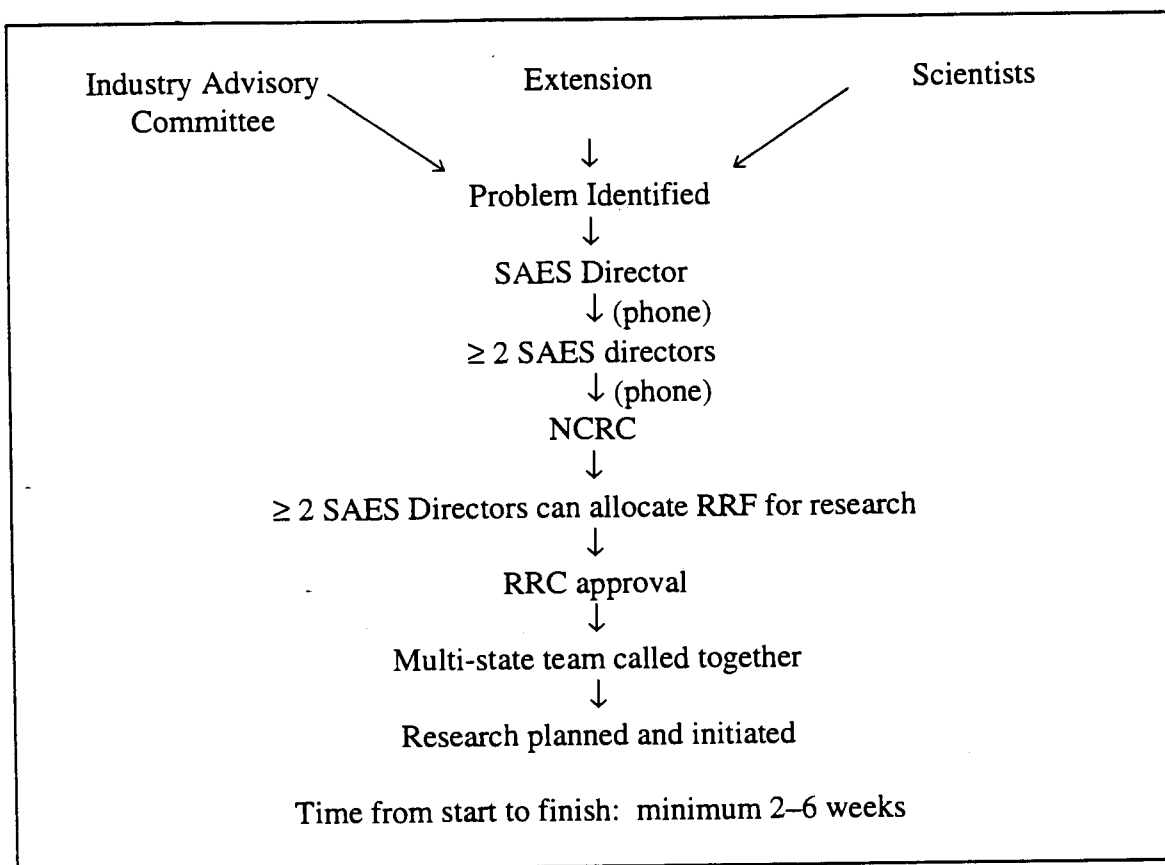 Industry Advisory
Committee
Extension
Scientists
↓
Problem Identified
↓
SAES Director
↓ (phone)
≥ 2 SAES directors
↓ (phone)
NCRC
↓
≥ 2 SAES Directors can allocate RRF for research
↓
RRC approval
↓
Multi-state team called together
↓
Research planned and initiated
Time from start to finish: minimum 2–6 weeks